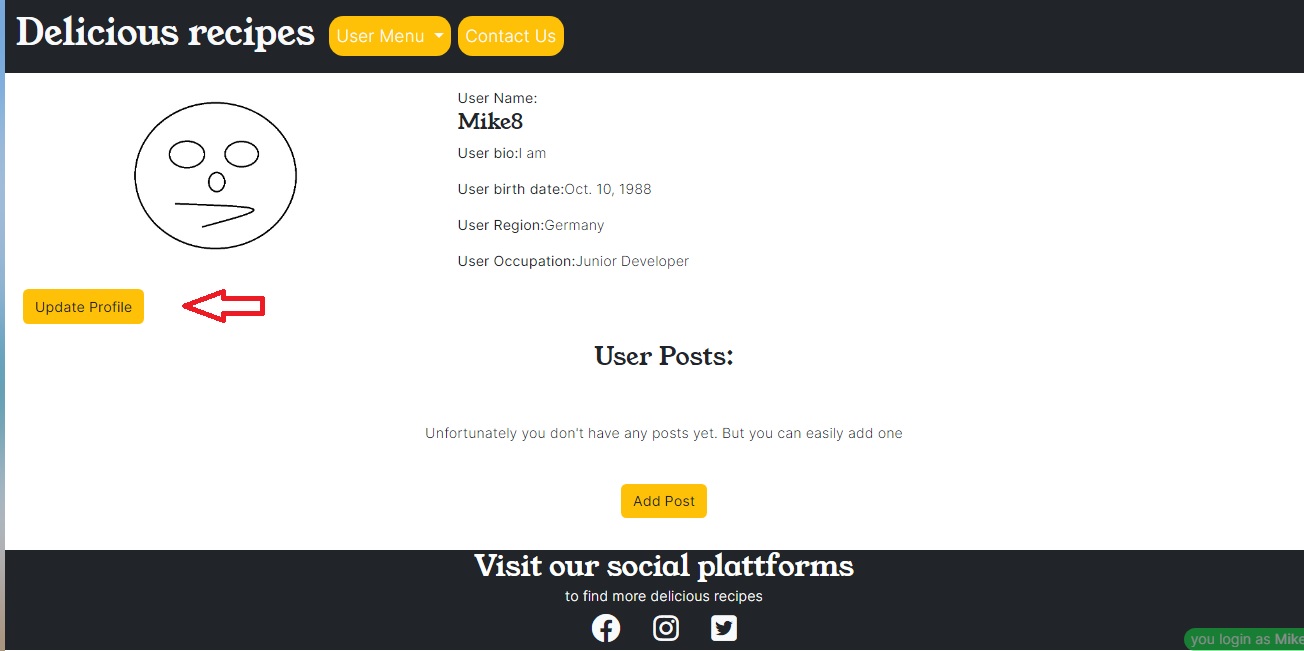 Delicious recipes User Menu Contact Us
User Name:
Mike8
User bio:I am
User birth date:Oct. 10, 1988
User Region:Germany
User Occupation:Junior Developer
Update Profile
User Posts:
Unfortunately you don't have any posts yet. But you can easily add one
Add Post
Visit our social plattforms
to find more delicious recipes
you login as Mike